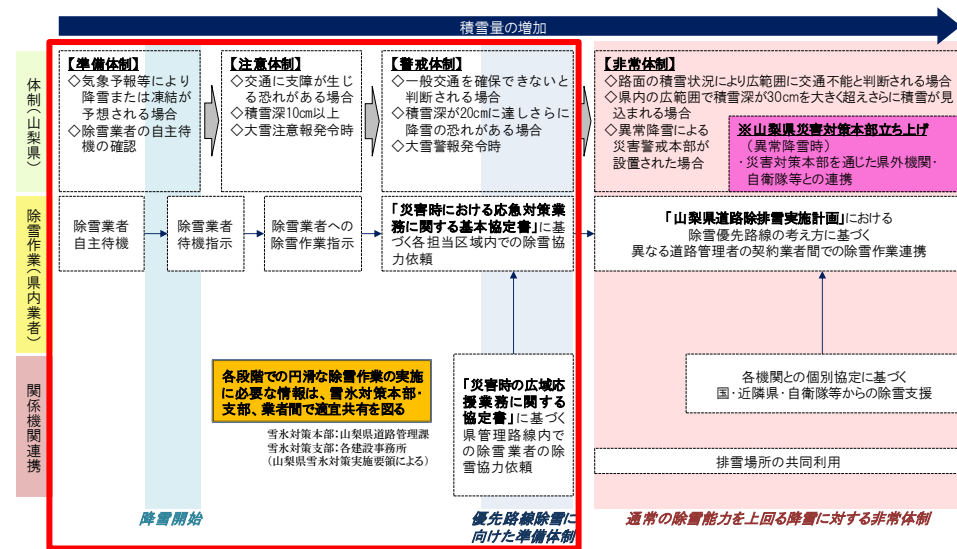 積雪量の増加
体制(山梨県)
【準備体制】
◇気象予報等により
降雪または凍結が
予想される場合
◇除雪業者の自主待
機の確認
【注意体制】
◇交通に支障が生じ
る恐れがある場合
◇積雪深10cm以上
◇大雪注意報発令時
【警戒体制】
◇一般交通を確保できないと
判断される場合
◇積雪深が20cmに達しさらに
降雪の恐れがある場合
◇大雪警報発令時
【非常体制】
◇路面の積雪状況により広範囲に交通不能と判断される場合
◇県内の広範囲で積雪深が30cmを大きく超えさらに積雪が見
込まれる場合
◇異常降雪による
災害警戒本部が
設置された場合
※山梨県災害対策本部立ち上げ
(異常降雪時)
・災害対策本部を通じた県外機関・
自衛隊等との連携
除雪作業(県内業者)
除雪業者
自主待機
除雪業者
待機指示
除雪業者への
除雪作業指示
「災害時における応急対策業
務に関する基本協定書」に基
づく各担当区域内での除雪協
力依頼
「山梨県道路除排雪実施計画」における
除雪優先路線の考え方に基づく
異なる道路管理者の契約業者間での除雪作業連携
関係機関連携
各段階での円滑な除雪作業の実施
に必要な情報は、雪氷対策本部・
支部、業者間で適宜共有を図る
雪氷対策本部：山梨県道路管理課
雪氷対策支部：各建設事務所
(山梨県雪氷対策実施要領による)
「災害時の広域応
援業務に関する
協定書」に基づく
県管理路線内で
の除雪業者の除
雪協力依頼
各機関との個別協定に基づく
国・近隣県・自衛隊等からの除雪支援
排雪場所の共同利用
降雪開始
優先路線除雪に
向けた準備体制
通常の除雪能力を上回る降雪に対する非常体制